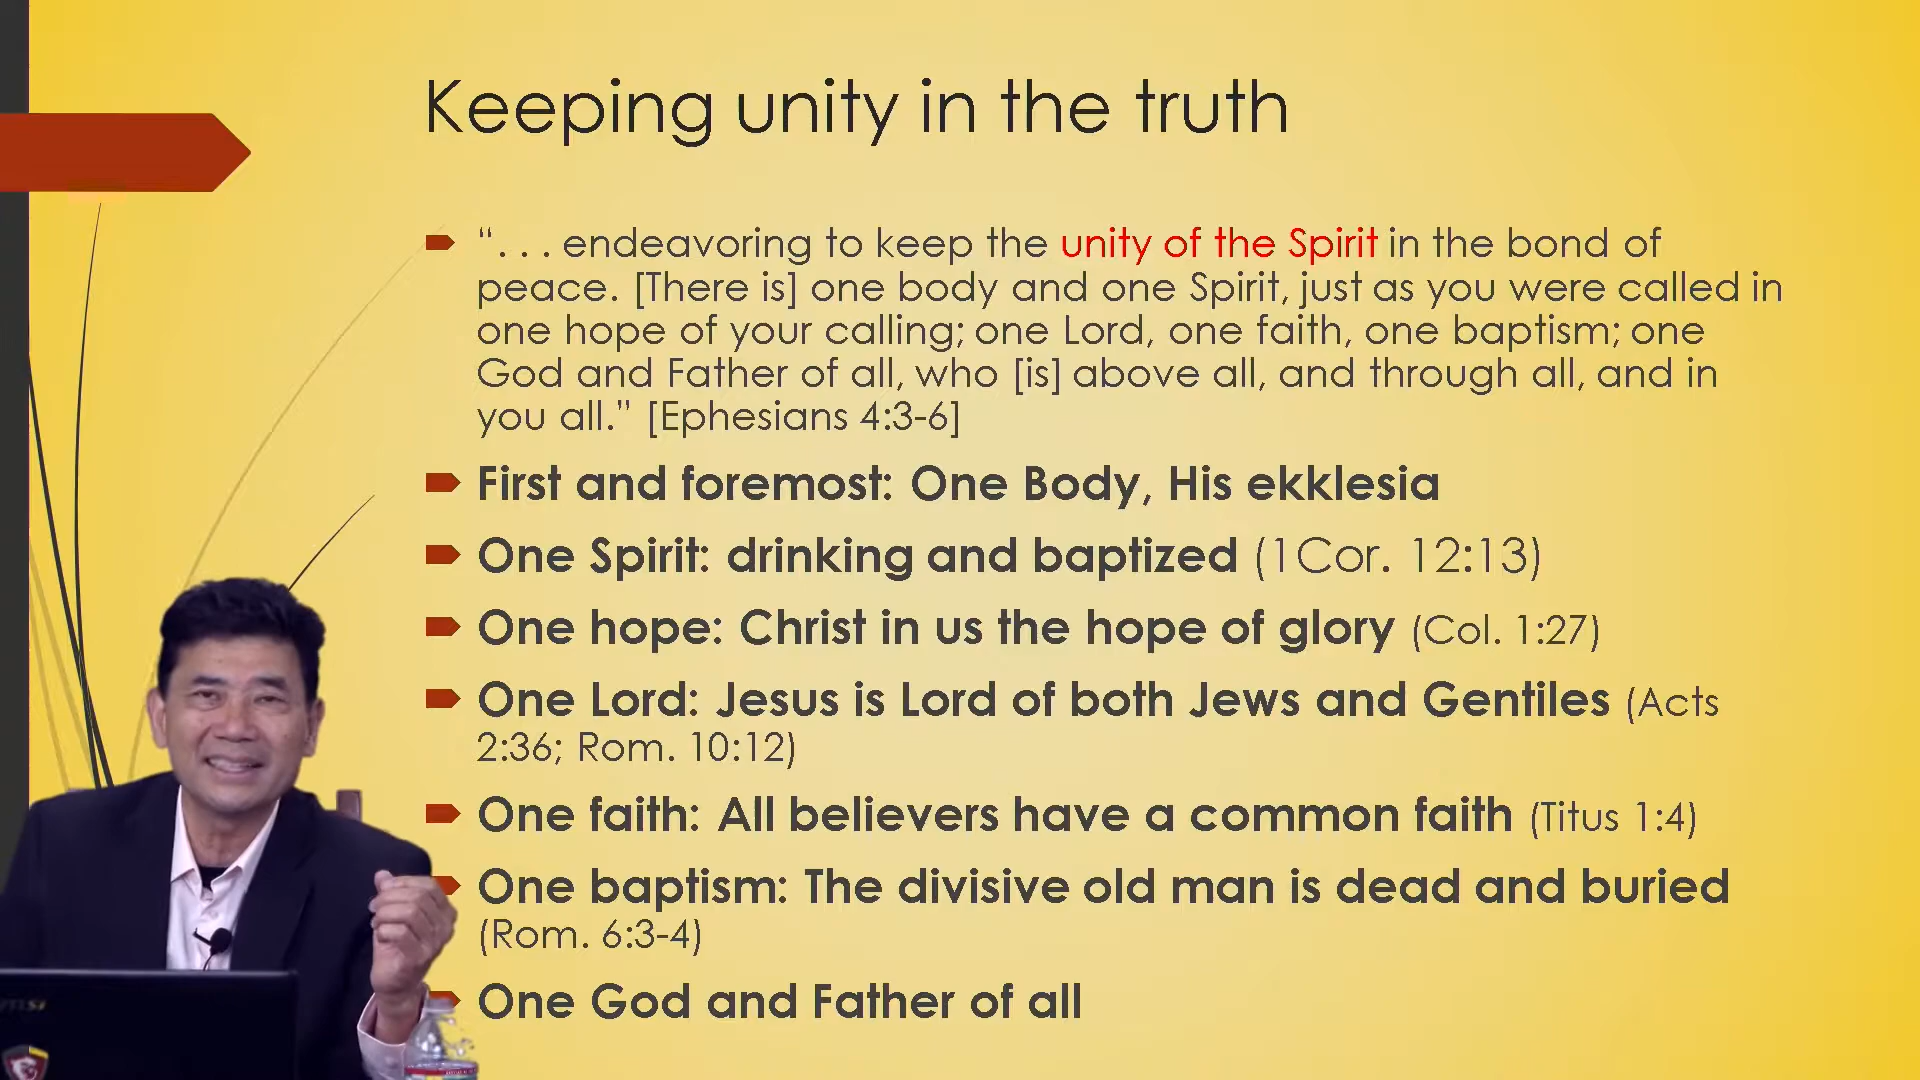 Keeping unity in the truth
“. . . endeavoring to keep the unity of the Spirit in the bond of
peace. [There is] one body and one Spirit, just as you were called in
one hope of your calling; one Lord, one faith, one baptism; one
God and Father of all, who [is] above all, and through all, and in
you all.” [Ephesians 4:3-6]
First and foremost: One Body, His ekklesia
One Spirit: drinking and baptized (1Cor. 12:13)
One hope: Christ in us the hope of glory (Col. 1:27)
One Lord: Jesus is Lord of both Jews and Gentiles (Acts
2:36; Rom. 10:12)
One faith: All believers have a common faith (Titus 1:4)
One baptism: The divisive old man is dead and buried
(Rom. 6:3-4)
One God and Father of all